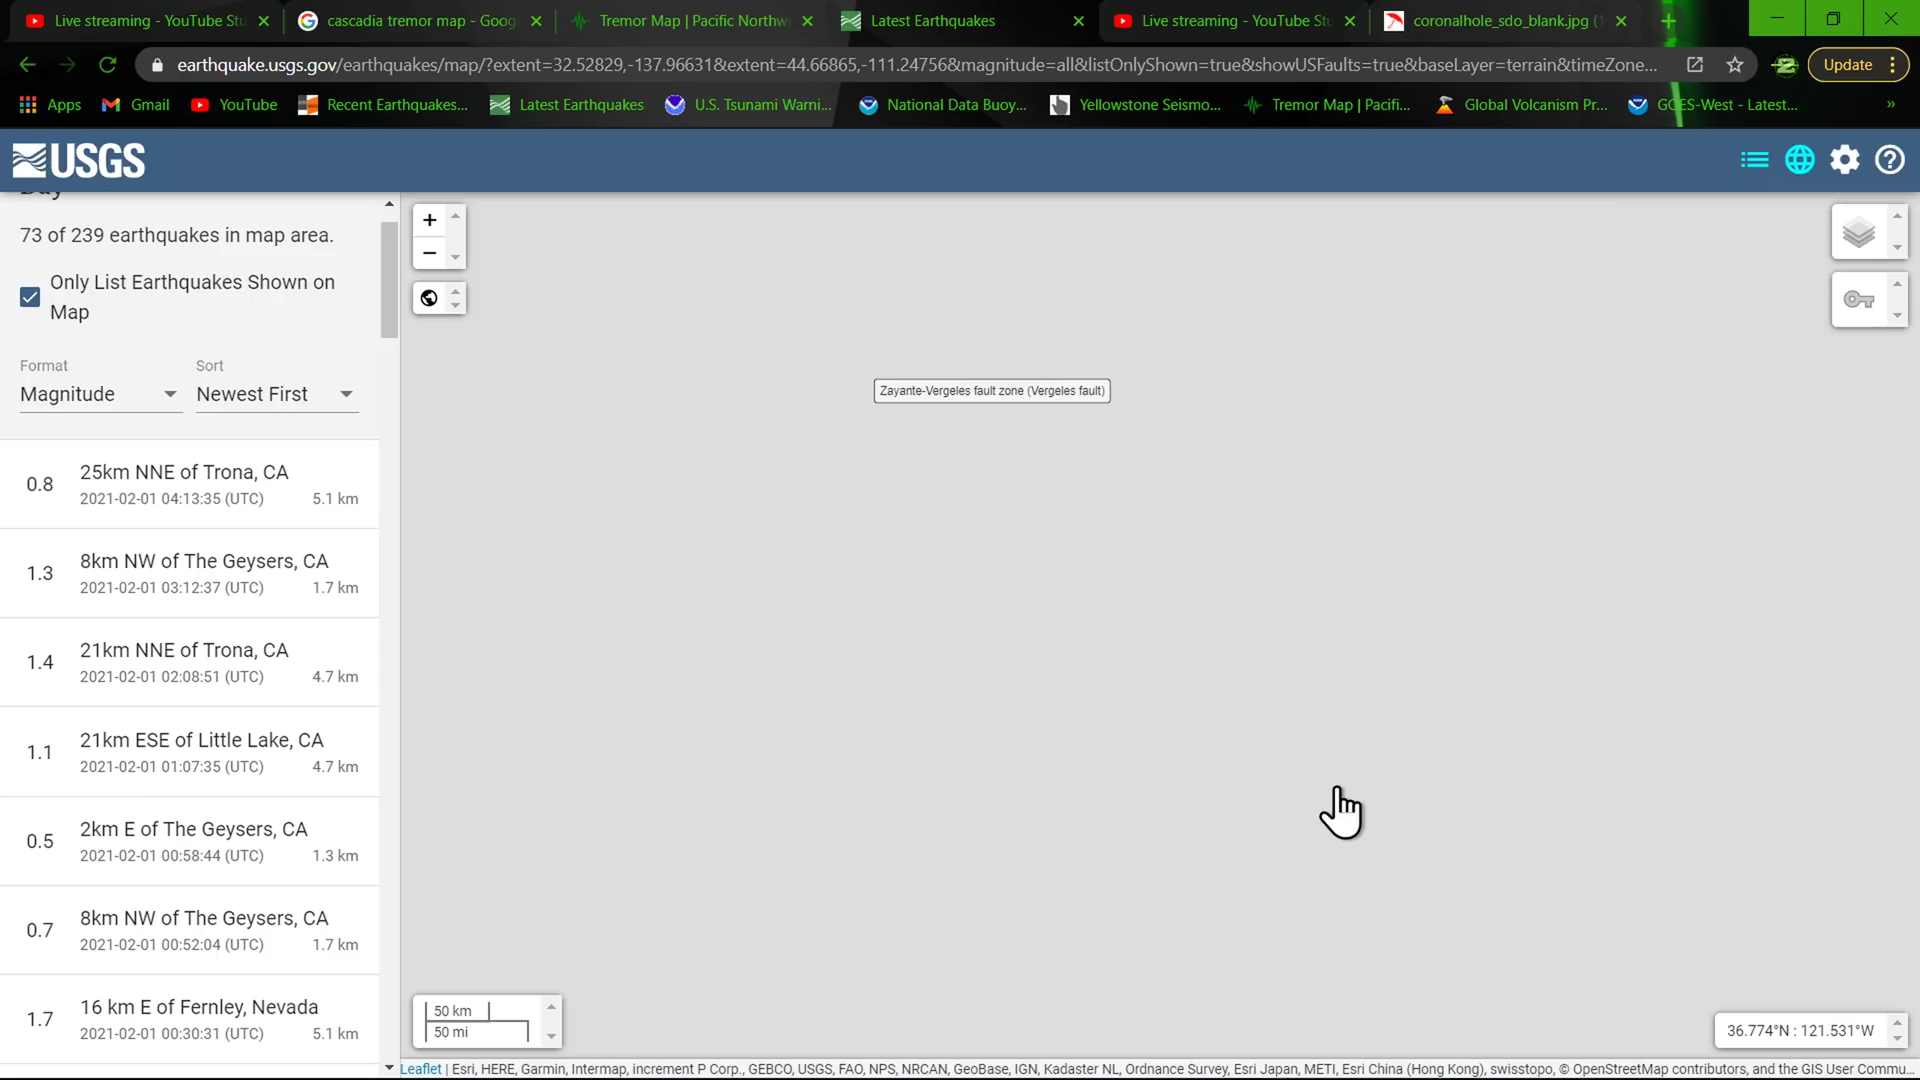 Live streaming - YouTube Stu
cascadia tremor map - Goog
Tremor Map | Pacific Northw
Latest Earthquakes
Live streaming - YouTube Stu
coronalhole_sdo_blank.jpg (1
earthquake.usgs.gov/earthquakes/map/?extent=32.52829,-137.96631&extent=44.66865,-111.24756&magnitude=all&listOnlyShown=true&showUSFaults=true&baseLayer=terrain&timeZone...
Update
Apps
Gmail
YouTube
Recent Earthquakes...
Latest Earthquakes
U.S. Tsunami Warni...
National Data Buoy...
Yellowstone Seismo...
Tremor Map | Pacifi...
Global Volcanism Pr...
GOES-West - Latest...
»
USGS
Day
73 of 239 earthquakes in map area.
Only List Earthquakes Shown on
Map
Format
Sort
Magnitude
Newest First
0.8
25km NNE of Trona, CA
2021-02-01 04:13:35 (UTC) 5.1 km
1.3
8km NW of The Geysers, CA
2021-02-01 03:12:37 (UTC) 1.7 km
1.4
21km NNE of Trona, CA
2021-02-01 02:08:51 (UTC) 4.7 km
1.1
21km ESE of Little Lake, CA
2021-02-01 01:07:35 (UTC) 4.7 km
0.5
2km E of The Geysers, CA
2021-02-01 00:58:44 (UTC) 1.3 km
0.7
8km NW of The Geysers, CA
2021-02-01 00:52:04 (UTC) 1.7 km
1.7
16 km E of Fernley, Nevada
2021-02-01 00:30:31 (UTC) 5.1 km
+
−
Zayante-Vergeles fault zone (Vergeles fault)
50 km
50 mi
36.774°N : 121.531°W
Leaflet | Esri, HERE, Garmin, Intermap, increment P Corp., GEBCO, USGS, FAO, NPS, NRCAN, GeoBase, IGN, Kadaster NL, Ordnance Survey, Esri Japan, METI, Esri China (Hong Kong), swisstopo, © OpenStreetMap contributors, and the GIS User Commu...